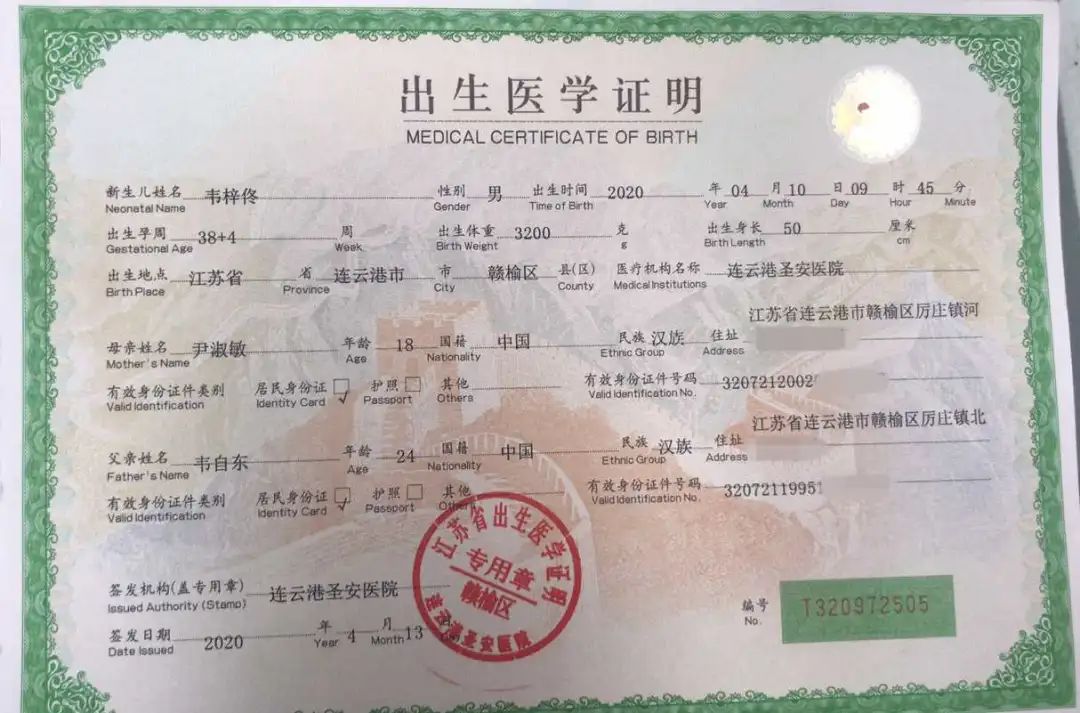 出生医学证明
MEDICAL CERTIFICATE OF BIRTH
新生儿姓名 韦梓佟 性别 男 出生时间 2020 年 04 月 10 日 09 时 45 分
Neonatal Name Gender Time of Birth Year Month Day Hour Minute
出生孕周 38+4 周 出生体重 3200 克 出生身长 50 厘米
Gestational Age Week Birth Weight g Birth Length cm
出生地点 江苏省 省 连云港市 市 赣榆区 县(区) 医疗机构名称 连云港圣安医院
Birth Place Province City County Medical Institutions
江苏省连云港市赣榆区厉庄镇河
母亲姓名 尹淑敏 年龄 18 国籍 中国 民族 汉族 住址
Mother's Name Age Nationality Ethnic Group Address
有效身份证件类别 居民身份证 护照 其他 有效身份证件号码 3207212002
Valid Identification Identity Card Passport Others Valid Identification No.
江苏省连云港市赣榆区厉庄镇北
父亲姓名 韦自东 年龄 24 国籍 中国 民族 汉族 住址
Father's Name Age Nationality Ethnic Group Address
有效身份证件类别 居民身份证 护照 其他 有效身份证件号码 32072119951
Valid Identification Identity Card Passport Others Valid Identification No.
江苏省出生医学证明
专用章
赣榆区
连云港圣安医院
签发机构(盖专用章) 连云港圣安医院
Issued Authority (Stamp)
编号 T320972505
No.
签发日期 2020 年 4 月 13 日
Date Issued Year Month Day